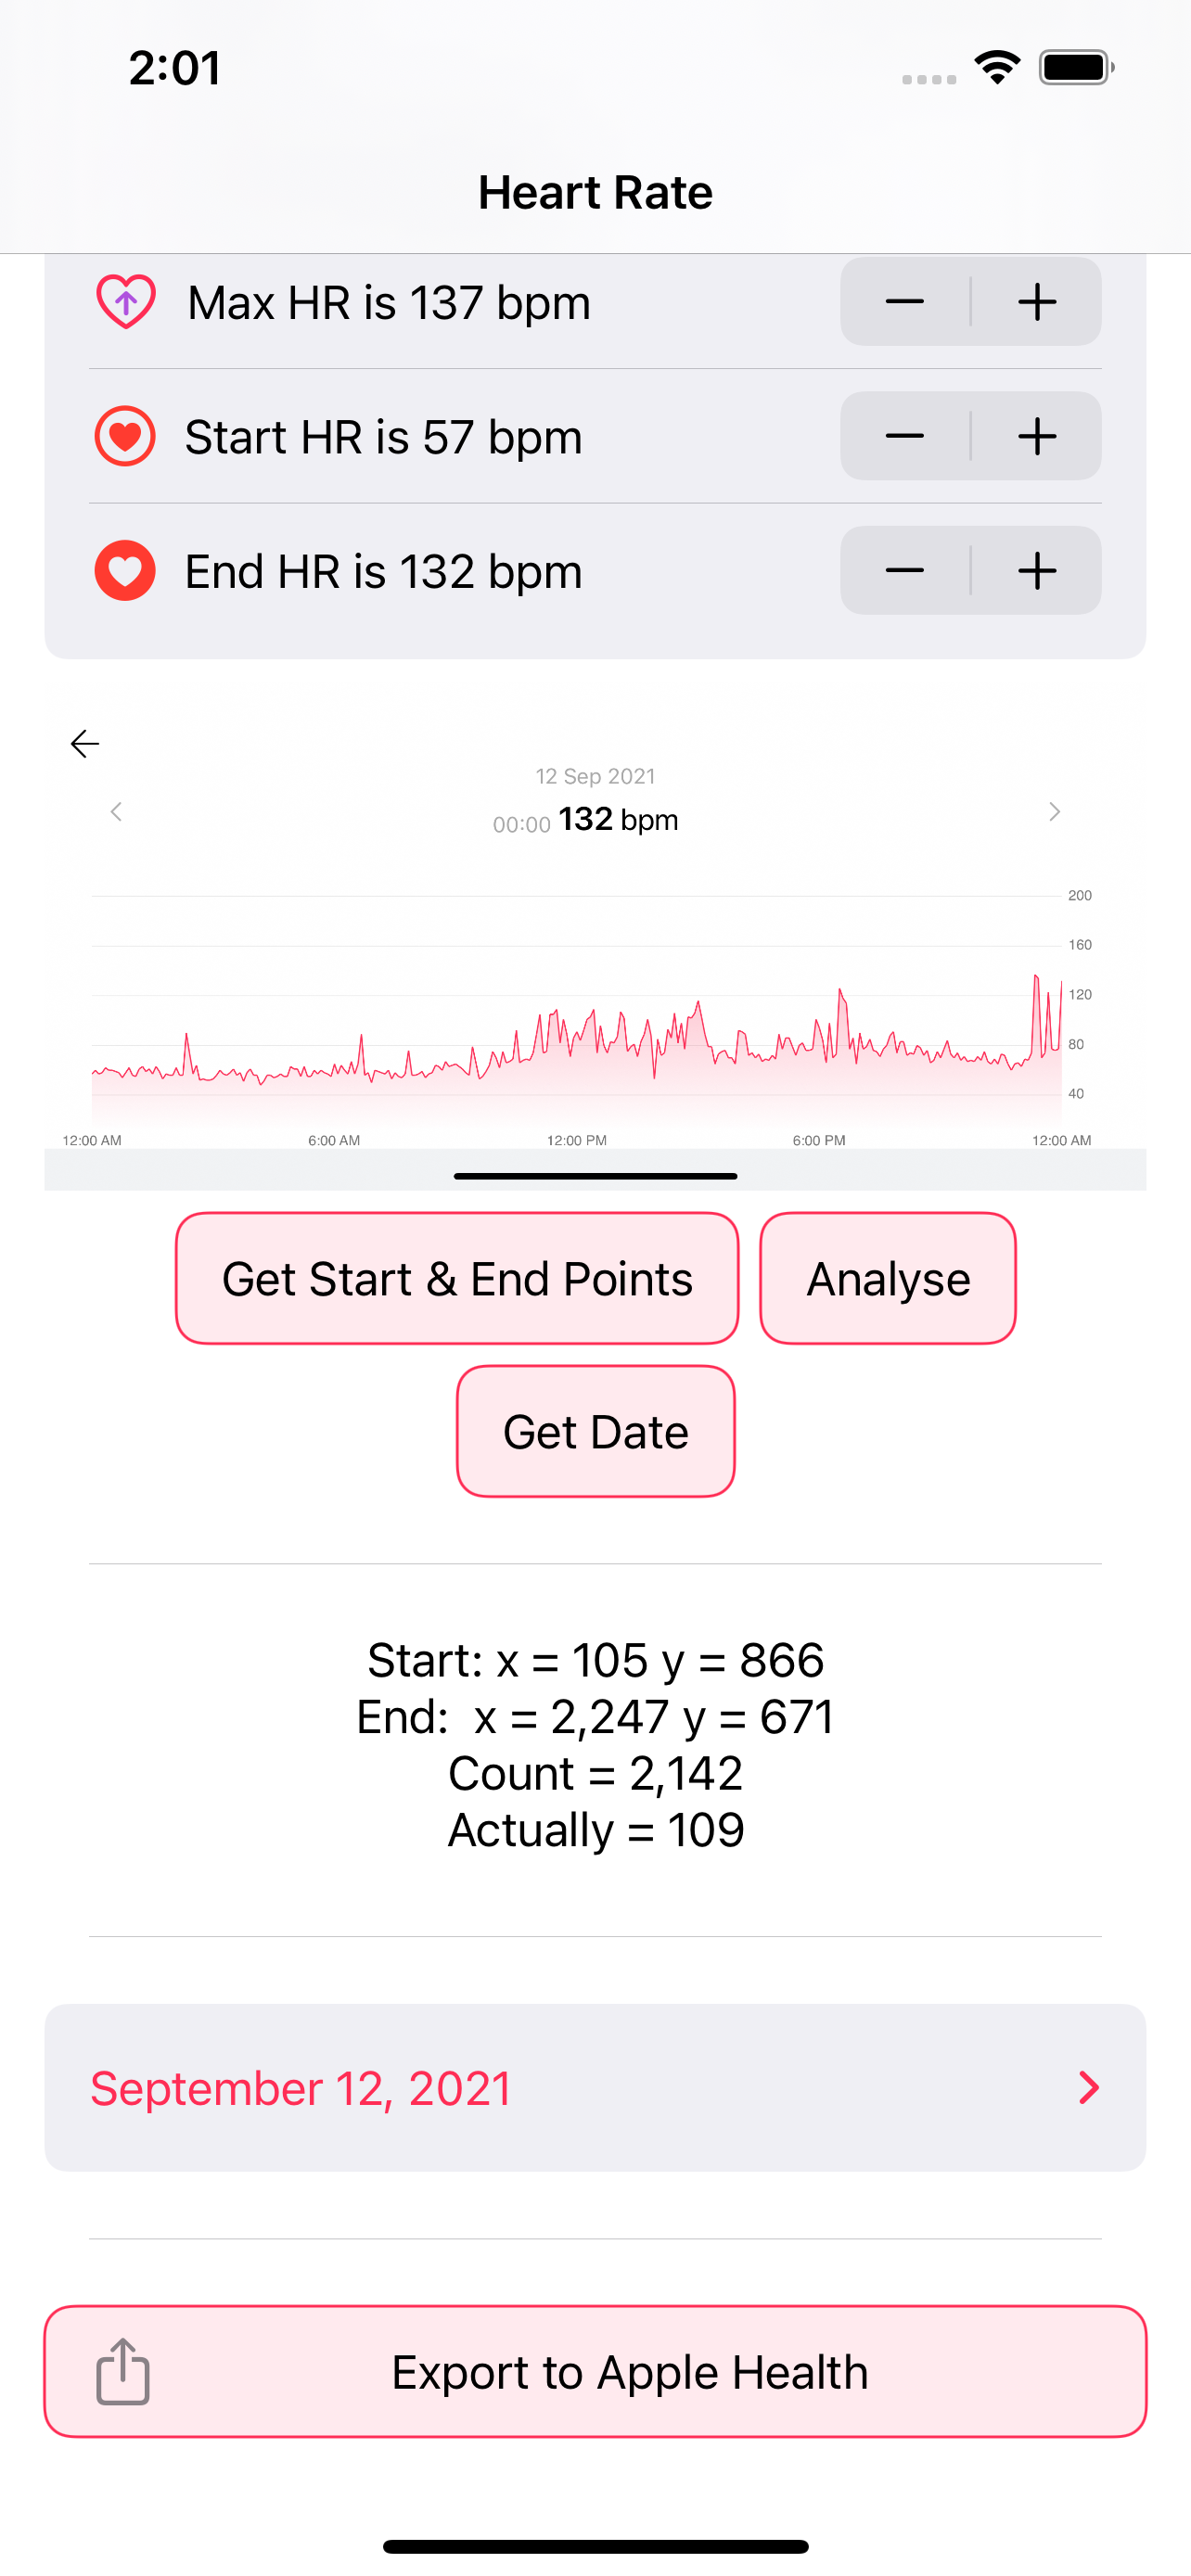 2:01
Heart Rate
Max HR is 137 bpm
Start HR is 57 bpm
End HR is 132 bpm
12 Sep 2021
00:00 132 bpm
200
160
120
80
40
12:00 AM 6:00 AM 12:00 PM 6:00 PM 12:00 AM
Get Start & End Points Analyse
Get Date
Start: x = 105 y = 866
End: x = 2,247 y = 671
Count = 2,142
Actually = 109
September 12, 2021
Export to Apple Health